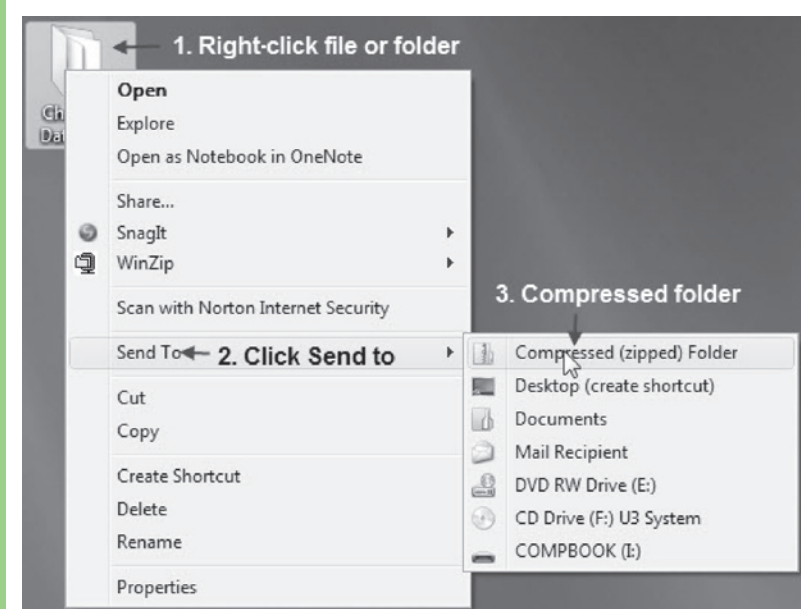 1. Right-click file or folder
Ch
Dat
Open
Explore
Open as Notebook in OneNote
Share...
SnagIt
WinZip
Scan with Norton Internet Security
Send To
2. Click Send to
Cut
Copy
Create Shortcut
Delete
Rename
Properties
3. Compressed folder
Compressed (zipped) Folder
Desktop (create shortcut)
Documents
Mail Recipient
DVD RW Drive (E:)
CD Drive (F:) U3 System
COMPBOOK (I:)